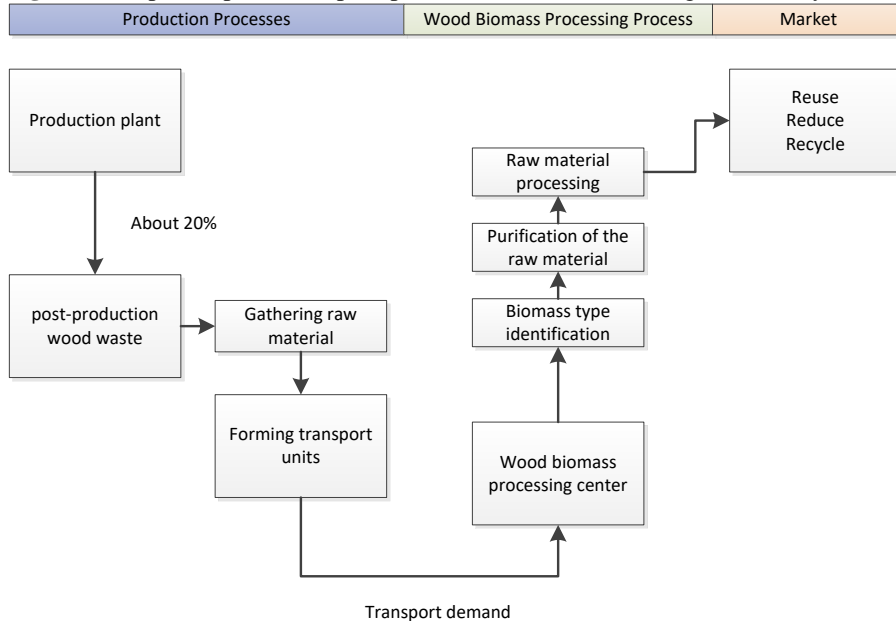 Production Processes
Wood Biomass Processing Process
Market
Production plant
About 20%
post-production
wood waste
Gathering raw
material
Forming transport
units
Transport demand
Wood biomass
processing center
Biomass type
identification
Purification of the
raw material
Raw material
processing
Reuse
Reduce
Recycle